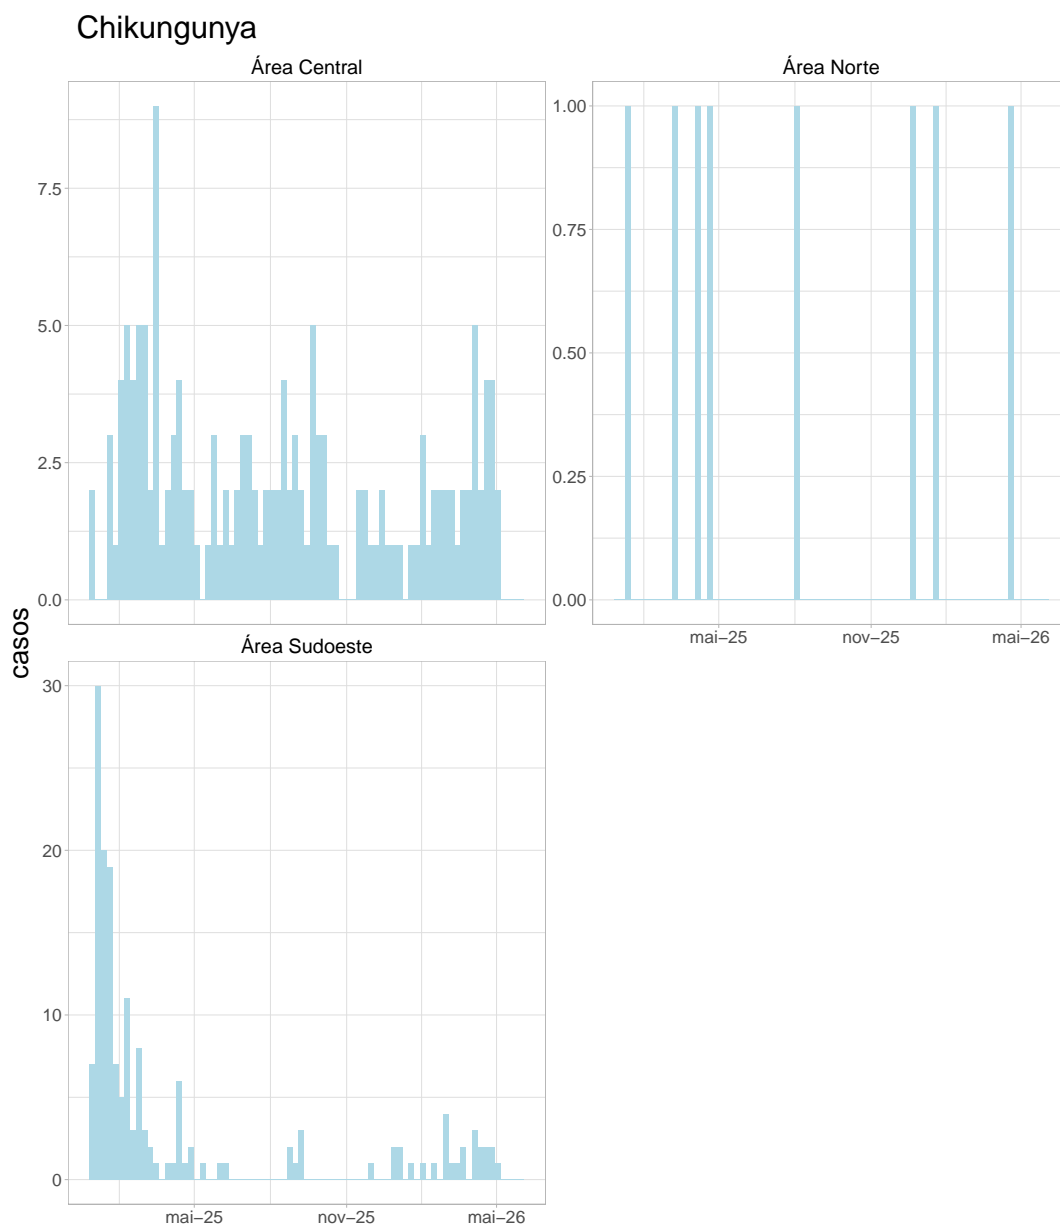 Chikungunya
Área Central
Área Norte
7.5
5.0
2.5
0.0
1.00
0.75
0.50
0.25
0.00
mai−25
nov−25
mai−26
casos
Área Sudoeste
30
20
10
0
mai−25
nov−25
mai−26